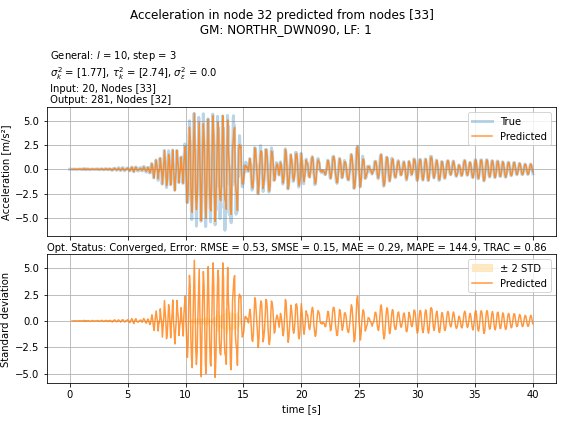 Acceleration in node 32 predicted from nodes [33]
GM: NORTHR_DWN090, LF: 1
General: l = 10, step = 3
σ²ₖ = [1.77], τ²ₖ = [2.74], σ²ε = 0.0
Input: 20, Nodes [33]
Output: 281, Nodes [32]
Acceleration [m/s²]
5.0
2.5
0.0
−2.5
−5.0
True
Predicted
Opt. Status: Converged, Error: RMSE = 0.53, SMSE = 0.15, MAE = 0.29, MAPE = 144.9, TRAC = 0.86
Standard deviation
5.0
2.5
0.0
−2.5
−5.0
± 2 STD
Predicted
0 5 10 15 20 25 30 35 40
time [s]